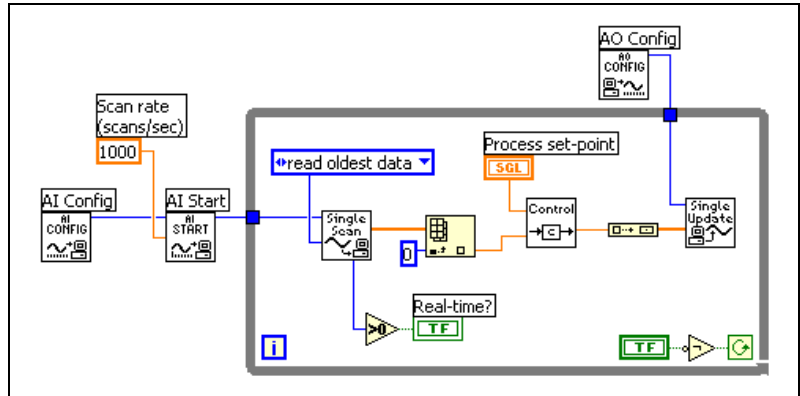 AO Config
AO
CONFIG
Scan rate
(scans/sec)
1000
read oldest data
Process set-point
SGL
AI Config
AI
CONFIG
AI Start
AI
START
Single
Scan
0
Control
C
Single
Update
Real-time?
>0
TF
i
TF